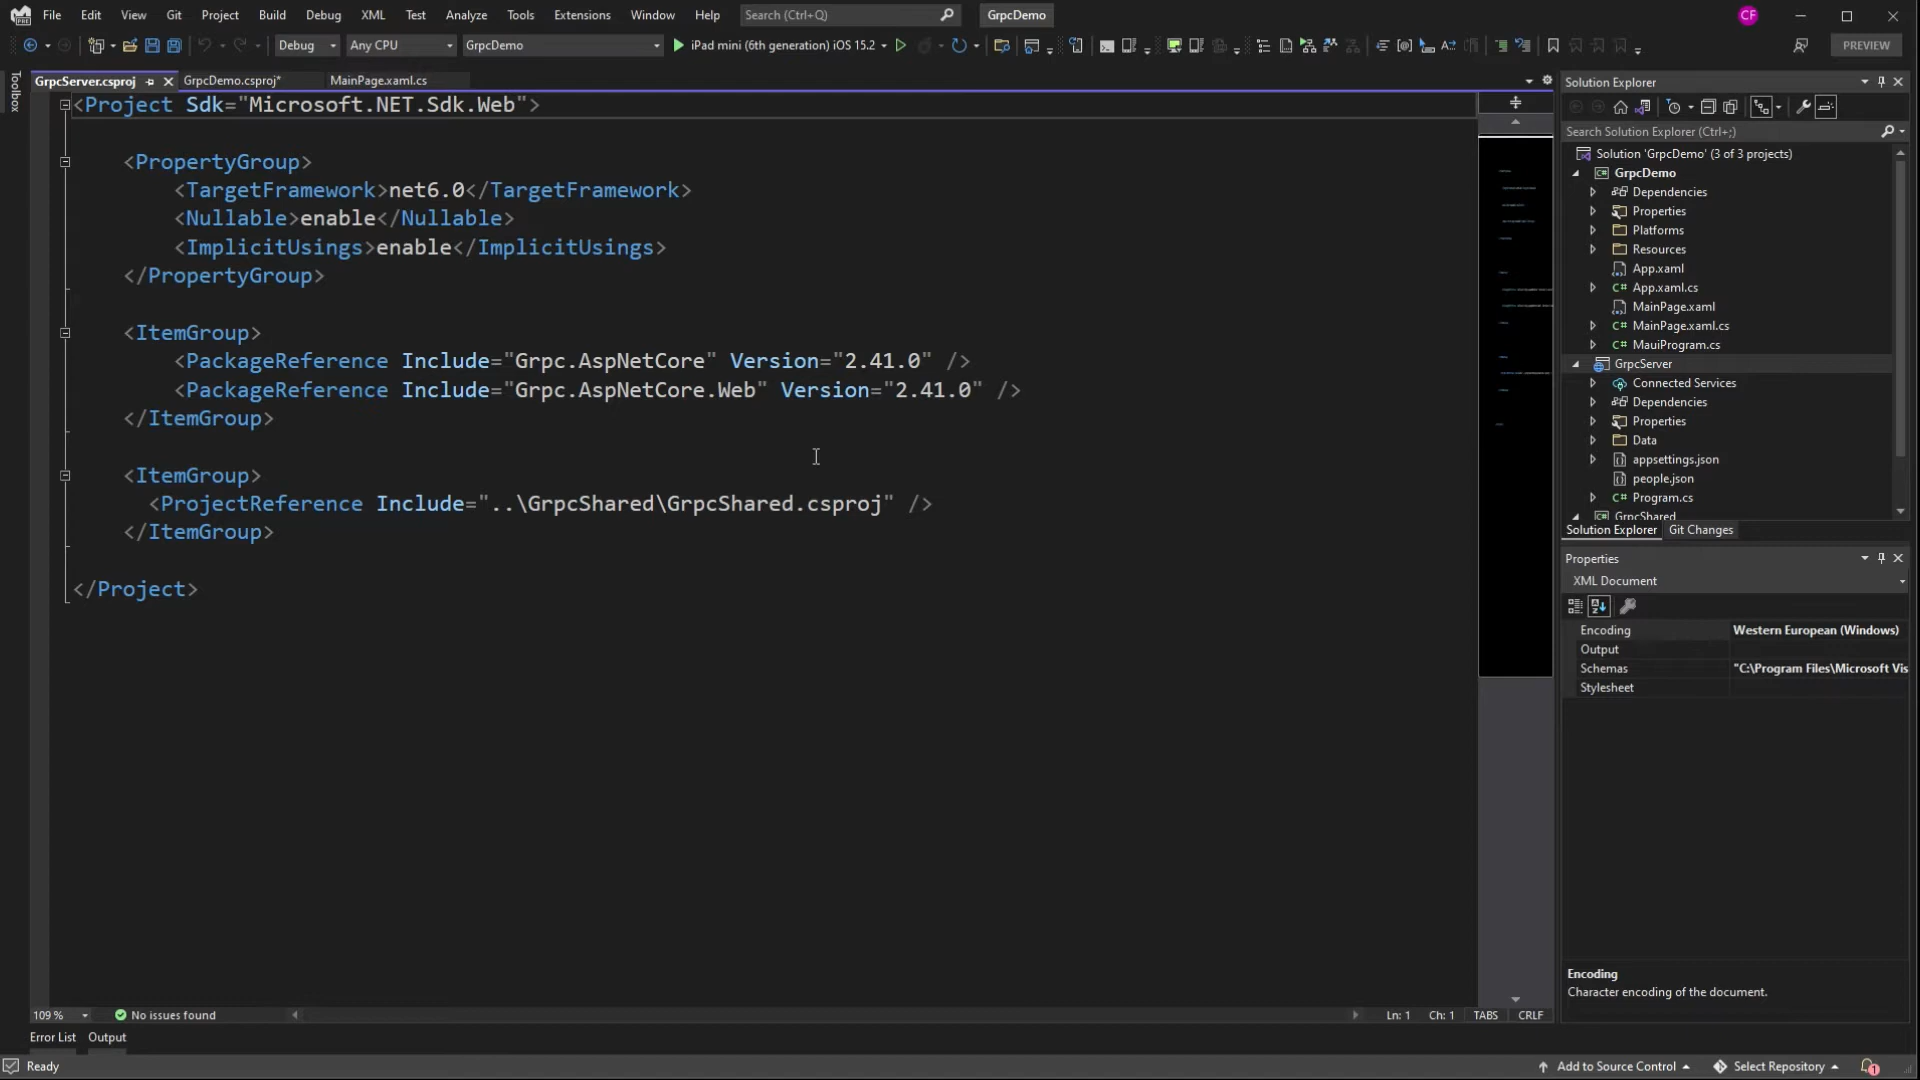 File Edit View Git Project Build Debug XML Test Analyze Tools Extensions Window Help Search (Ctrl+Q) GrpcDemo CF
Debug Any CPU GrpcDemo iPad mini (6th generation) iOS 15.2 PREVIEW
Toolbox
GrpcServer.csproj GrpcDemo.csproj* MainPage.xaml.cs
<Project Sdk="Microsoft.NET.Sdk.Web">
<PropertyGroup>
<TargetFramework>net6.0</TargetFramework>
<Nullable>enable</Nullable>
<ImplicitUsings>enable</ImplicitUsings>
</PropertyGroup>
<ItemGroup>
<PackageReference Include="Grpc.AspNetCore" Version="2.41.0" />
<PackageReference Include="Grpc.AspNetCore.Web" Version="2.41.0" />
</ItemGroup>
<ItemGroup>
<ProjectReference Include="..\GrpcShared\GrpcShared.csproj" />
</ItemGroup>
</Project>
Solution Explorer
Search Solution Explorer (Ctrl+;)
Solution 'GrpcDemo' (3 of 3 projects)
GrpcDemo
Dependencies
Properties
Platforms
Resources
App.xaml
App.xaml.cs
MainPage.xaml
MainPage.xaml.cs
MauiProgram.cs
GrpcServer
Connected Services
Dependencies
Properties
Data
appsettings.json
people.json
Program.cs
GrpcShared
Solution Explorer Git Changes
Properties
XML Document
Encoding Western European (Windows)
Output
Schemas "C:\Program Files\Microsoft Vis
Stylesheet
Encoding
Character encoding of the document.
109 % No issues found Ln: 1 Ch: 1 TABS CRLF
Error List Output
Ready Add to Source Control Select Repository 1